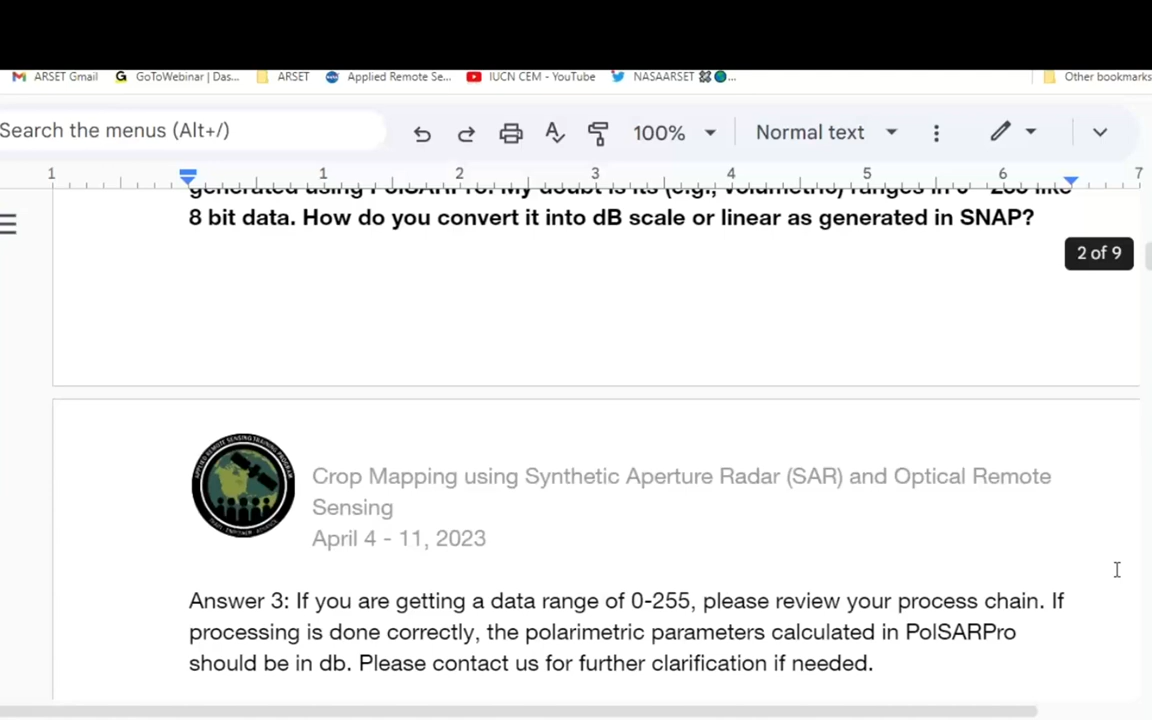 ARSET Gmail GoToWebinar | Das... ARSET Applied Remote Se... IUCN CEM - YouTube NASAARSET Other bookmarks
Search the menus (Alt+/) 100% Normal text
1 1 2 3 4 5 6 7
8 bit data. How do you convert it into dB scale or linear as generated in SNAP?
2 of 9
Crop Mapping using Synthetic Aperture Radar (SAR) and Optical Remote
Sensing
April 4 - 11, 2023
Answer 3: If you are getting a data range of 0-255, please review your process chain. If
processing is done correctly, the polarimetric parameters calculated in PolSARPro
should be in db. Please contact us for further clarification if needed.